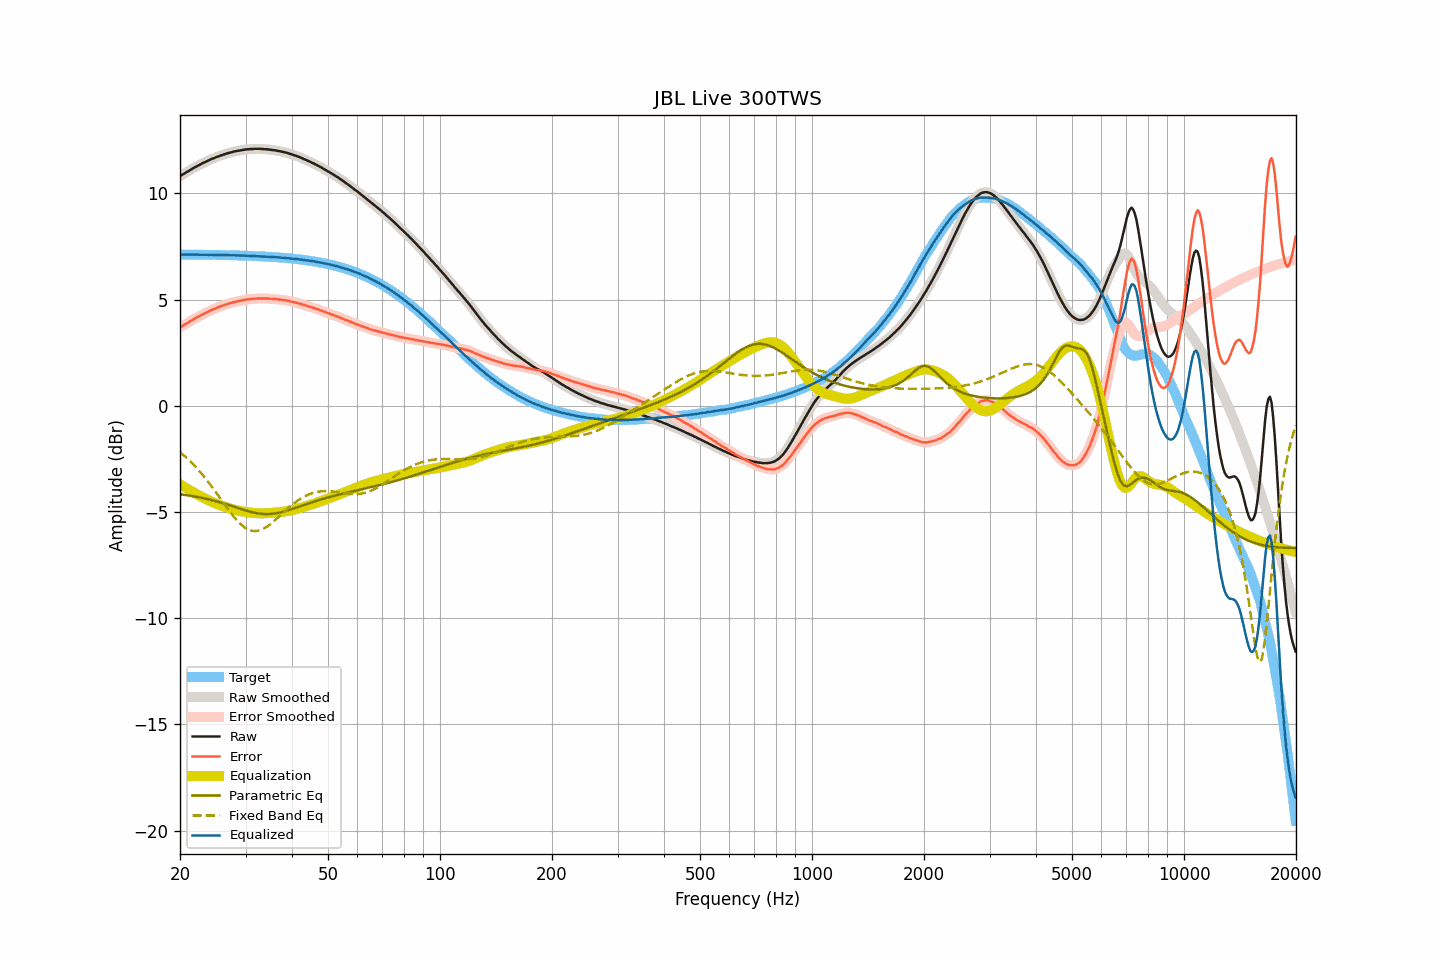 JBL Live 300TWS
Amplitude (dBr)
10
5
0
−5
−10
−15
−20
Target
Raw Smoothed
Error Smoothed
Raw
Error
Equalization
Parametric Eq
Fixed Band Eq
Equalized
20 50 100 200 500 1000 2000 5000 10000 20000
Frequency (Hz)